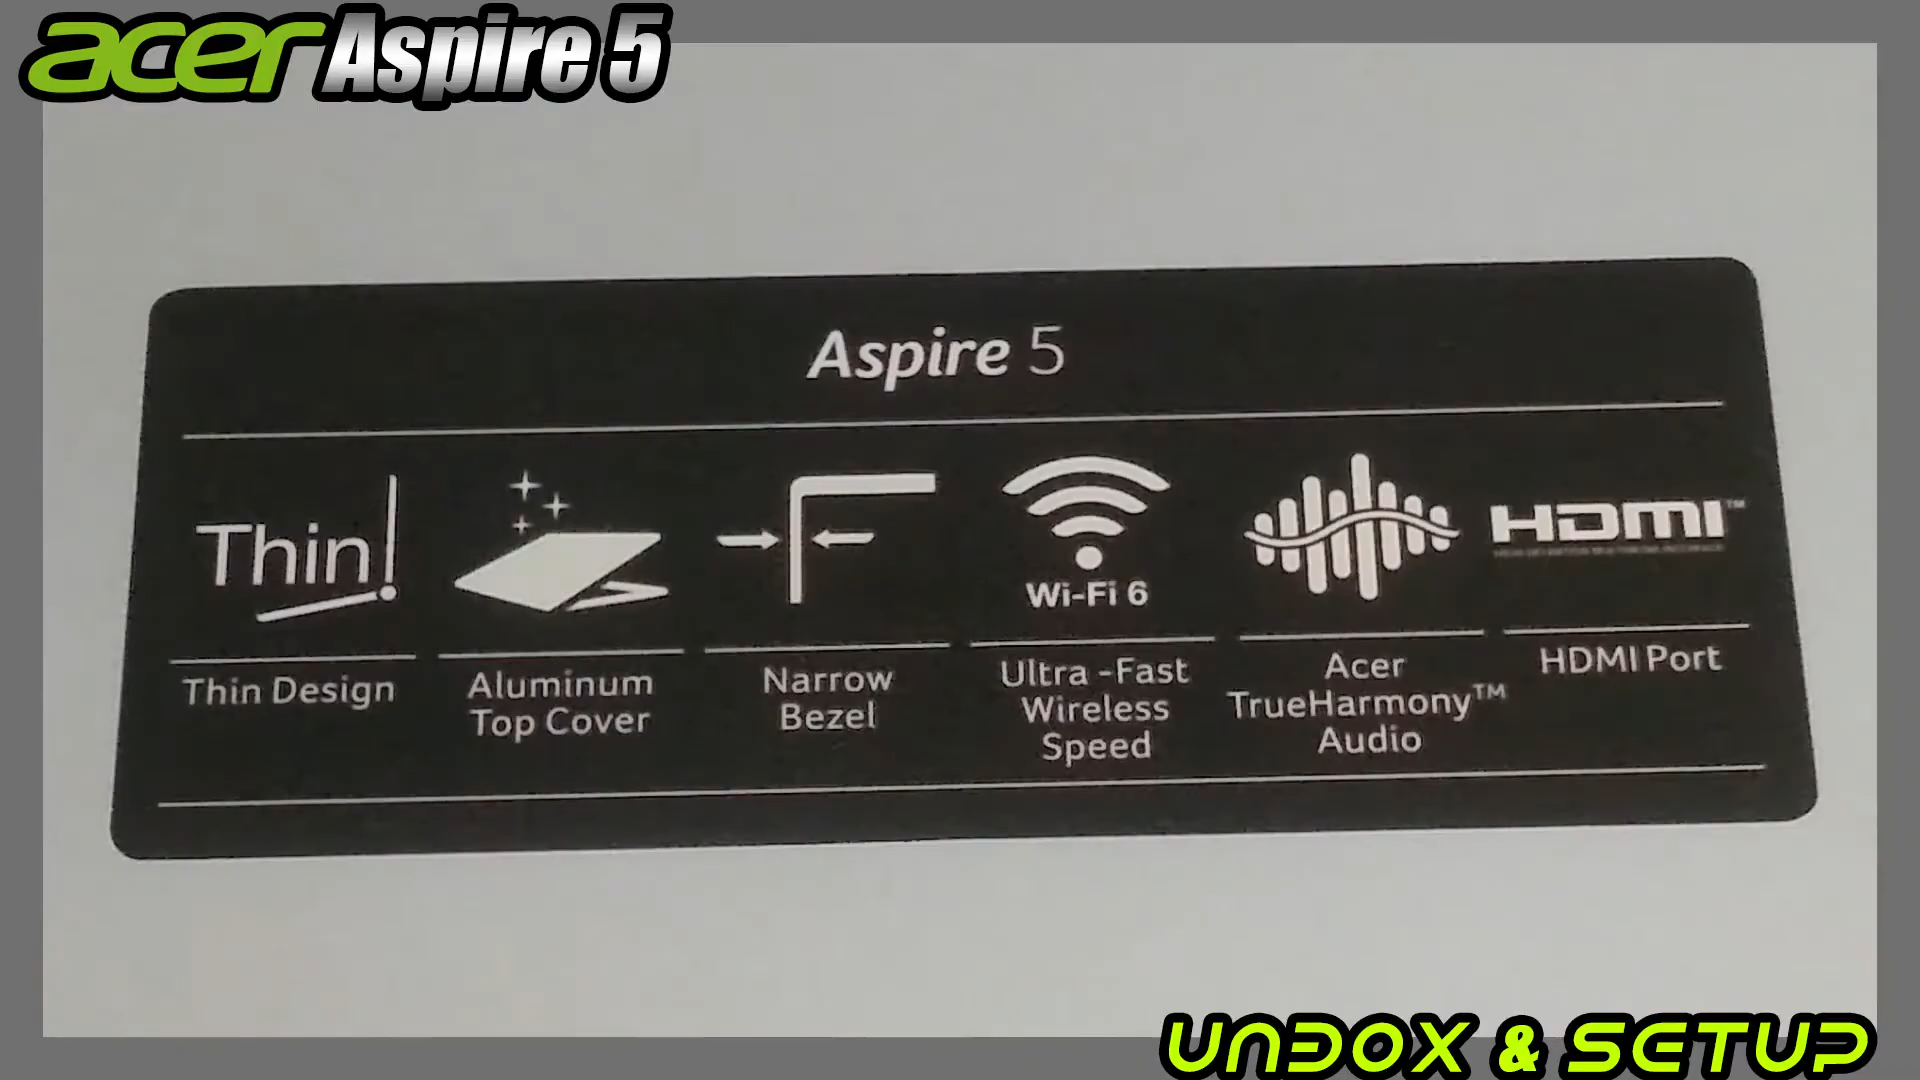 acer Aspire 5
Aspire 5
Thin!
Wi-Fi 6
HDMI™
Thin Design
Aluminum
Top Cover
Narrow
Bezel
Ultra -Fast
Wireless
Speed
Acer
TrueHarmony™
Audio
HDMI Port
UNBOX & SETUP